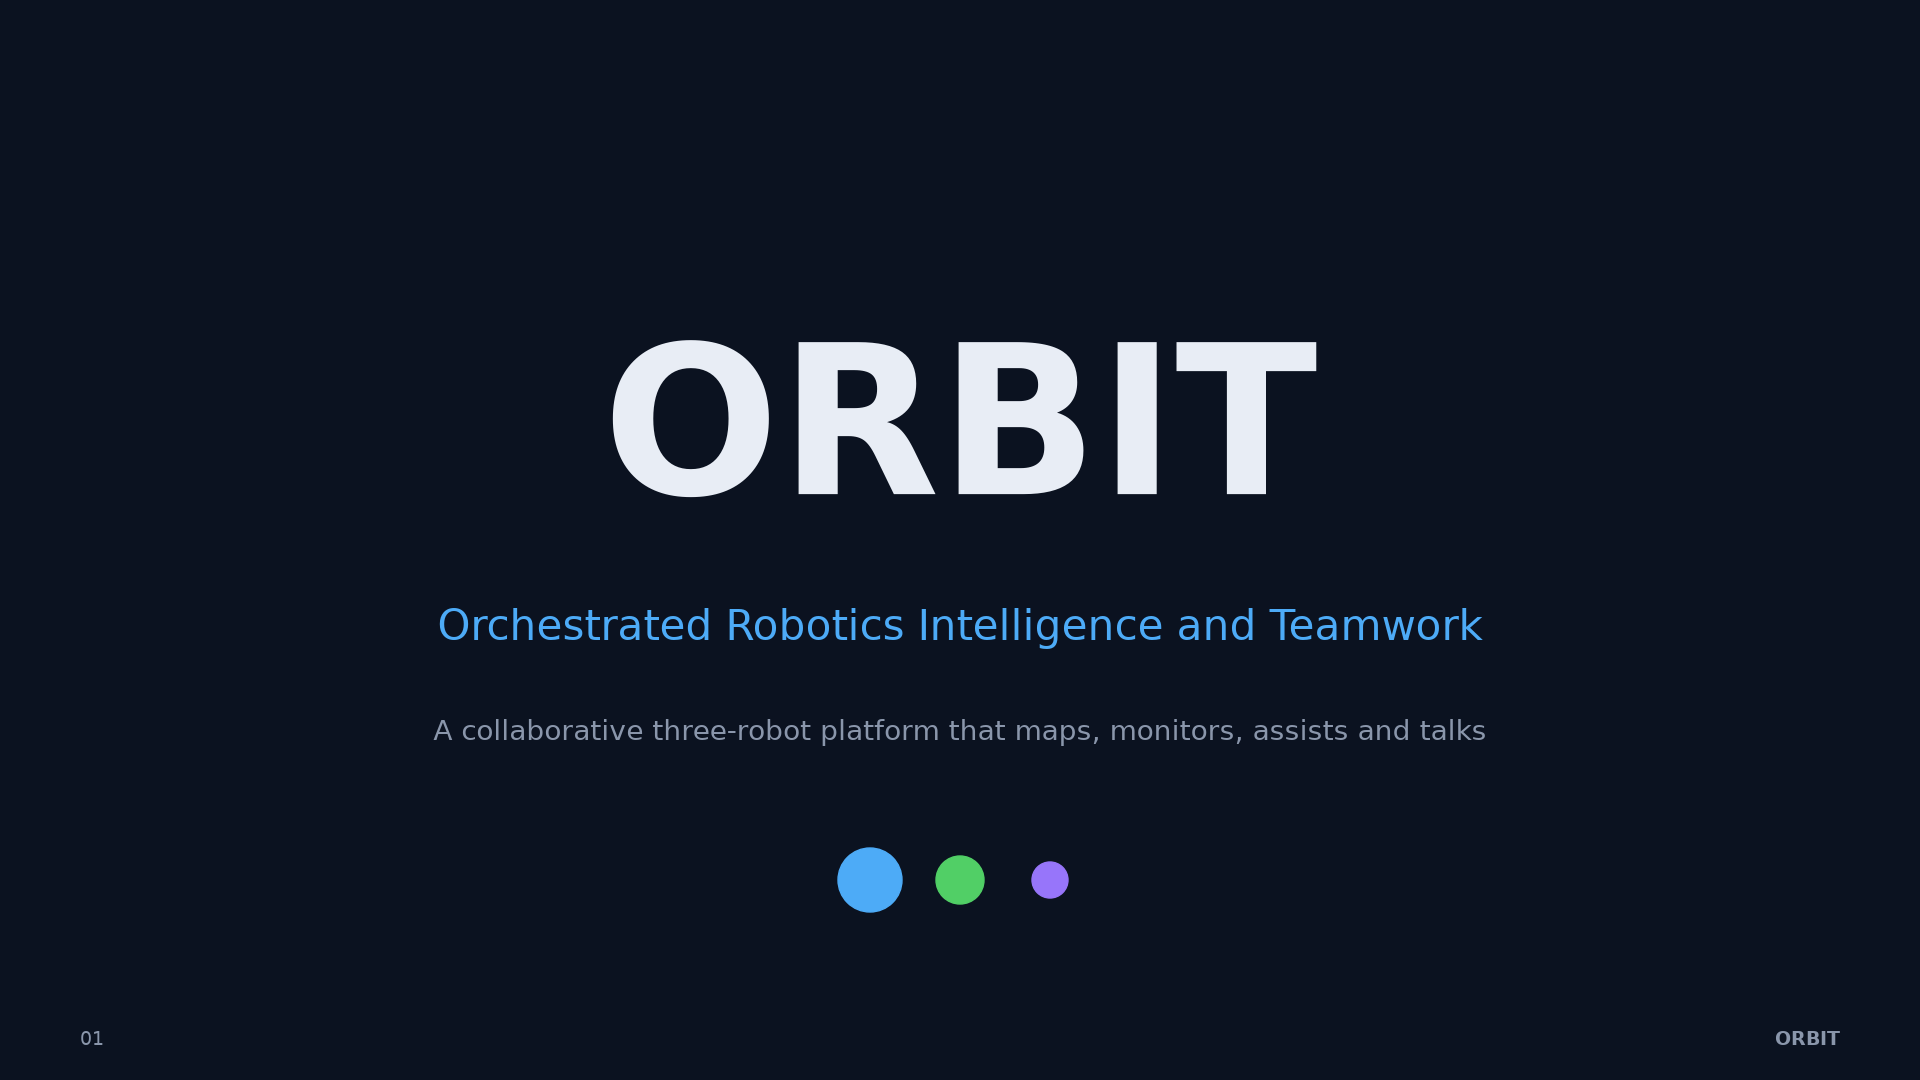 ORBIT
Orchestrated Robotics Intelligence and Teamwork
A collaborative three-robot platform that maps, monitors, assists and talks
01
ORBIT